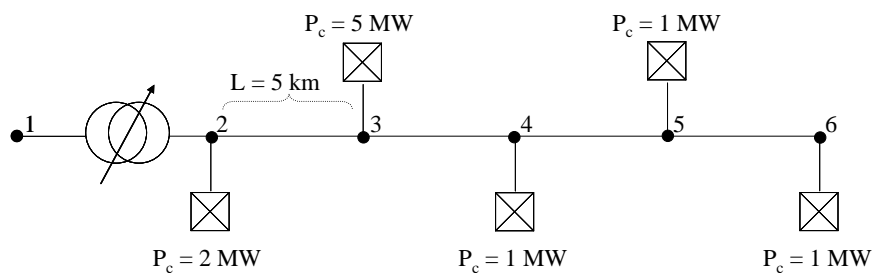 P_c = 5 MW
P_c = 1 MW
L = 5 km
1
2
3
4
5
6
P_c = 2 MW
P_c = 1 MW
P_c = 1 MW